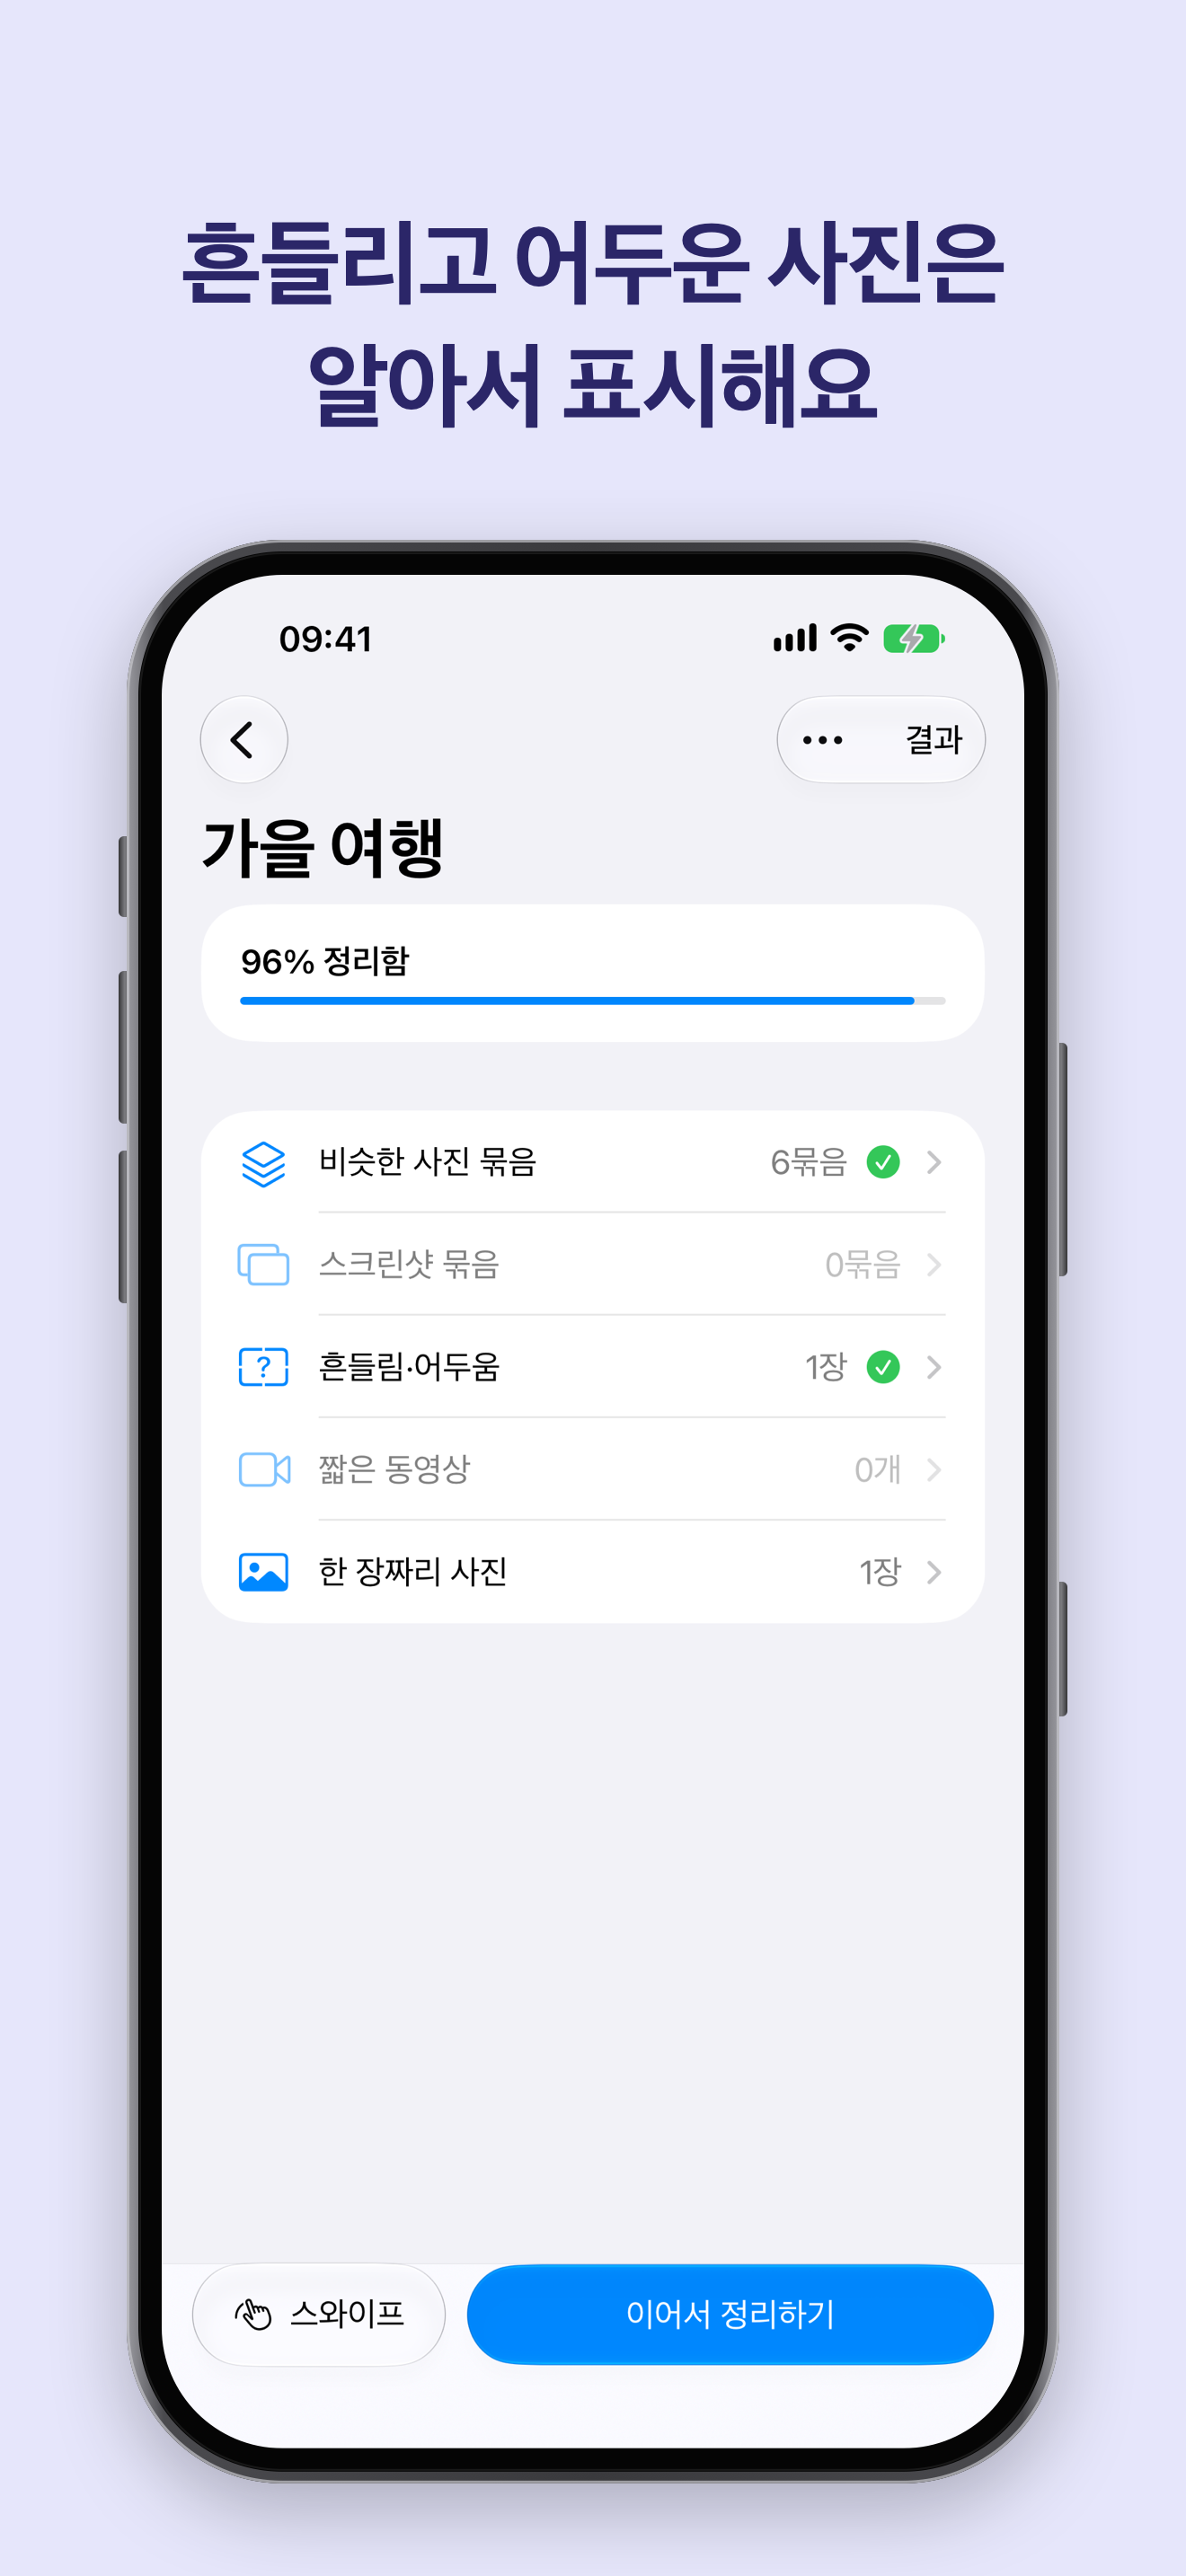 흔들리고 어두운 사진은
알아서 표시해요
09:41
결과
가을 여행
96% 정리함
비슷한 사진 묶음 6묶음
스크린샷 묶음 0묶음
흔들림·어두움 1장
짧은 동영상 0개
한 장짜리 사진 1장
스와이프
이어서 정리하기